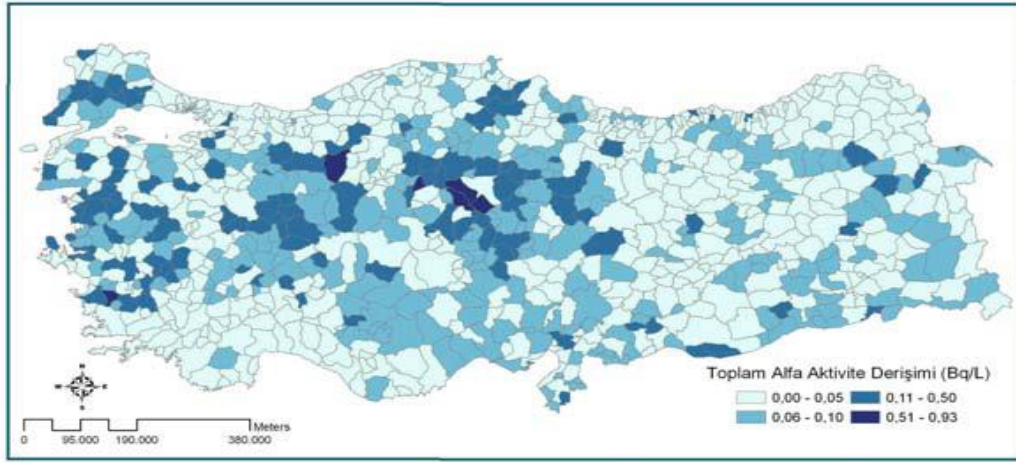 Toplam Alfa Aktivite Derişimi (Bq/L)
0,00 - 0,05 0,11 - 0,50
0,06 - 0,10 0,51 - 0,93
N
W E
S
Meters
0 95.000 190.000 380.000